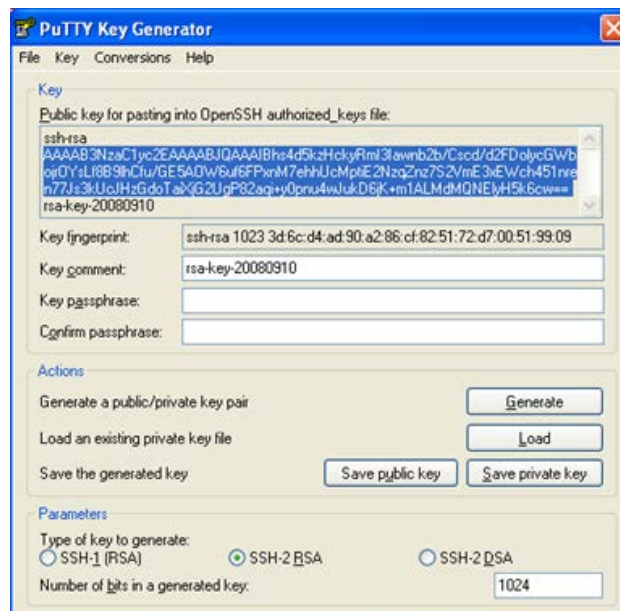 PuTTY Key Generator
File Key Conversions Help
Key
Public key for pasting into OpenSSH authorized_keys file:
ssh-rsa
rsa-key-20080910
Key fingerprint: ssh-rsa 1023 3d:6c:d4:ad:90:a2:86:cf:82:51:72:d7:00:51:99:09
Key comment: rsa-key-20080910
Key passphrase:
Confirm passphrase:
Actions
Generate a public/private key pair Generate
Load an existing private key file Load
Save the generated key Save public key Save private key
Parameters
Type of key to generate:
SSH-1 (RSA) SSH-2 RSA SSH-2 DSA
Number of bits in a generated key: 1024